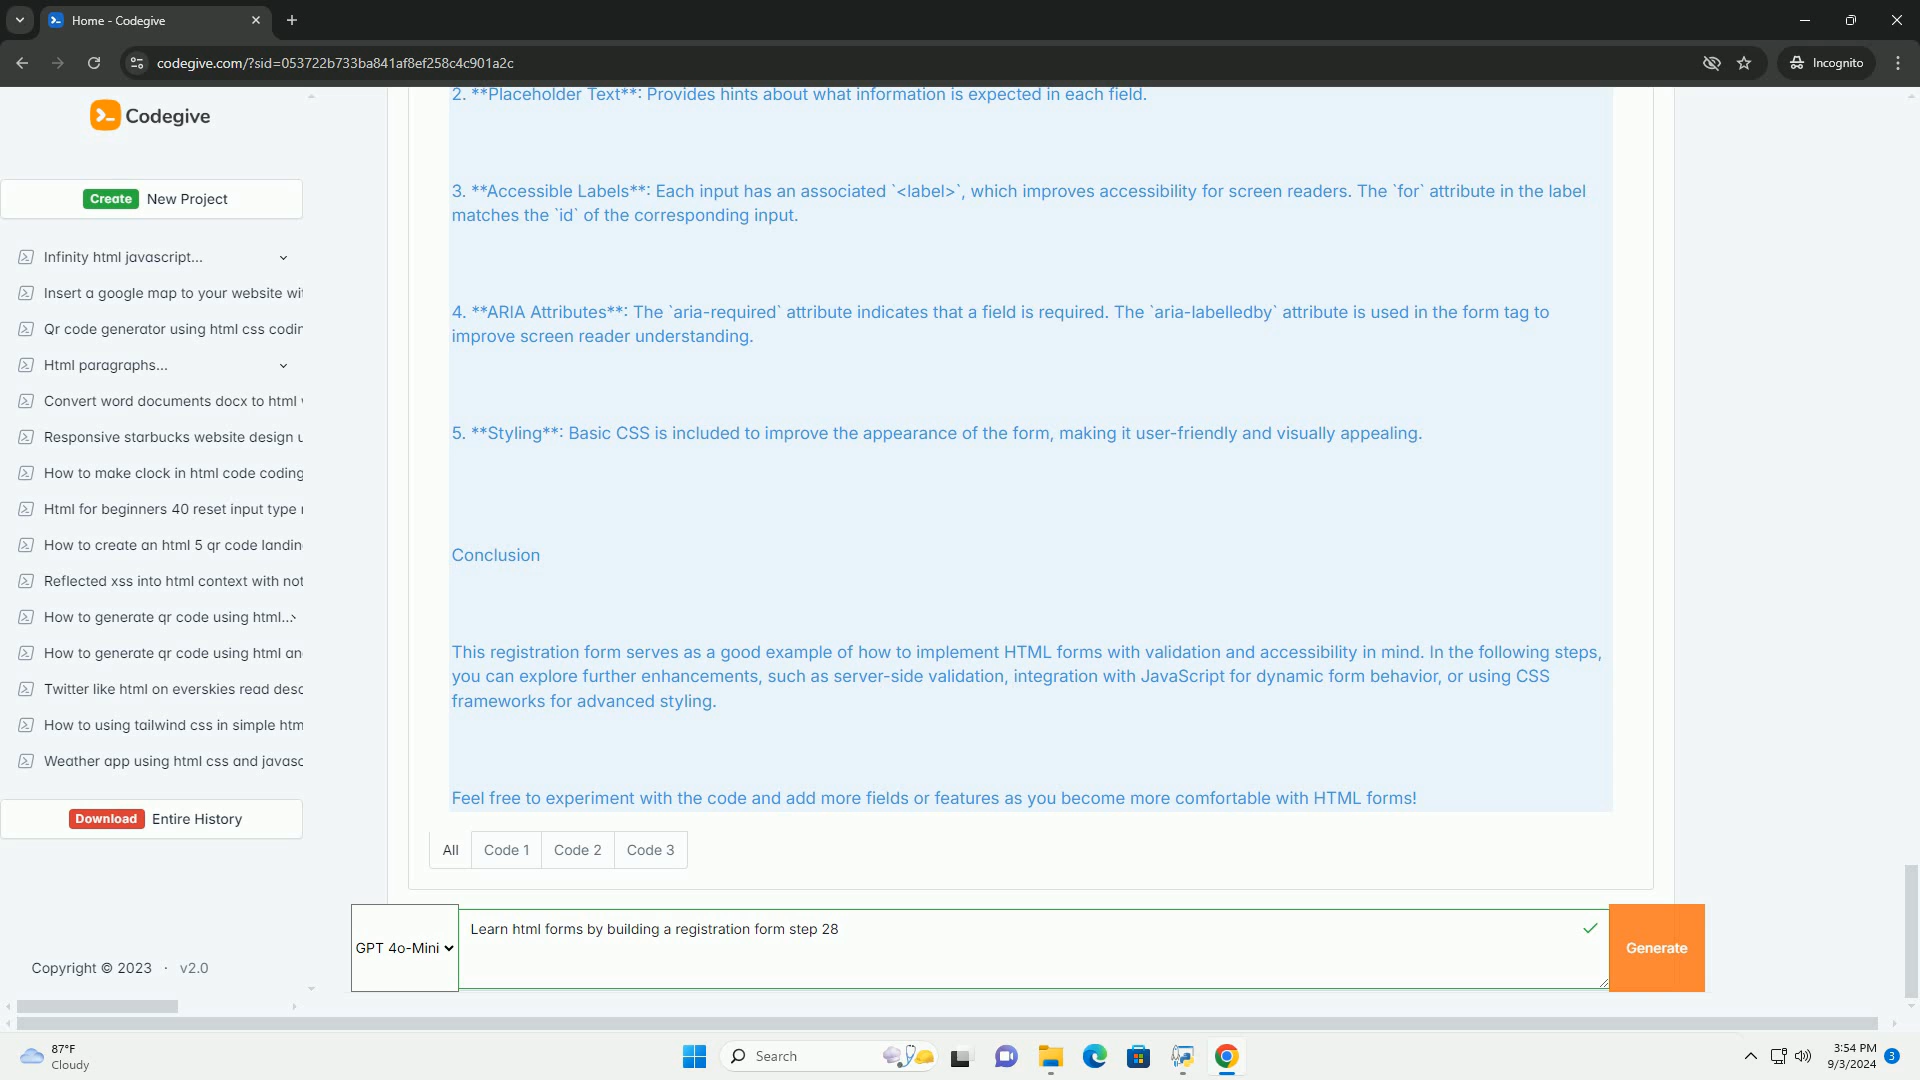 Home - Codegive
codegive.com/?sid=053722b733ba841af8ef258c4c901a2c
Incognito
Codegive
Create New Project
Infinity html javascript...
Insert a google map to your website wit
Qr code generator using html css codin
Html paragraphs...
Convert word documents docx to html
Responsive starbucks website design u
How to make clock in html code coding
Html for beginners 40 reset input type
How to create an html 5 qr code landin
Reflected xss into html context with not
How to generate qr code using html...
How to generate qr code using html an
Twitter like html on everskies read desc
How to using tailwind css in simple htm
Weather app using html css and javasc
Download Entire History
Copyright © 2023 · v2.0
2. **Placeholder Text**: Provides hints about what information is expected in each field.
3. **Accessible Labels**: Each input has an associated `<label>`, which improves accessibility for screen readers. The `for` attribute in the label
matches the `id` of the corresponding input.
4. **ARIA Attributes**: The `aria-required` attribute indicates that a field is required. The `aria-labelledby` attribute is used in the form tag to
improve screen reader understanding.
5. **Styling**: Basic CSS is included to improve the appearance of the form, making it user-friendly and visually appealing.
Conclusion
This registration form serves as a good example of how to implement HTML forms with validation and accessibility in mind. In the following steps,
you can explore further enhancements, such as server-side validation, integration with JavaScript for dynamic form behavior, or using CSS
frameworks for advanced styling.
Feel free to experiment with the code and add more fields or features as you become more comfortable with HTML forms!
All Code 1 Code 2 Code 3
GPT 4o-Mini
Learn html forms by building a registration form step 28
Generate
87°F
Cloudy
Search
3:54 PM
9/3/2024
3